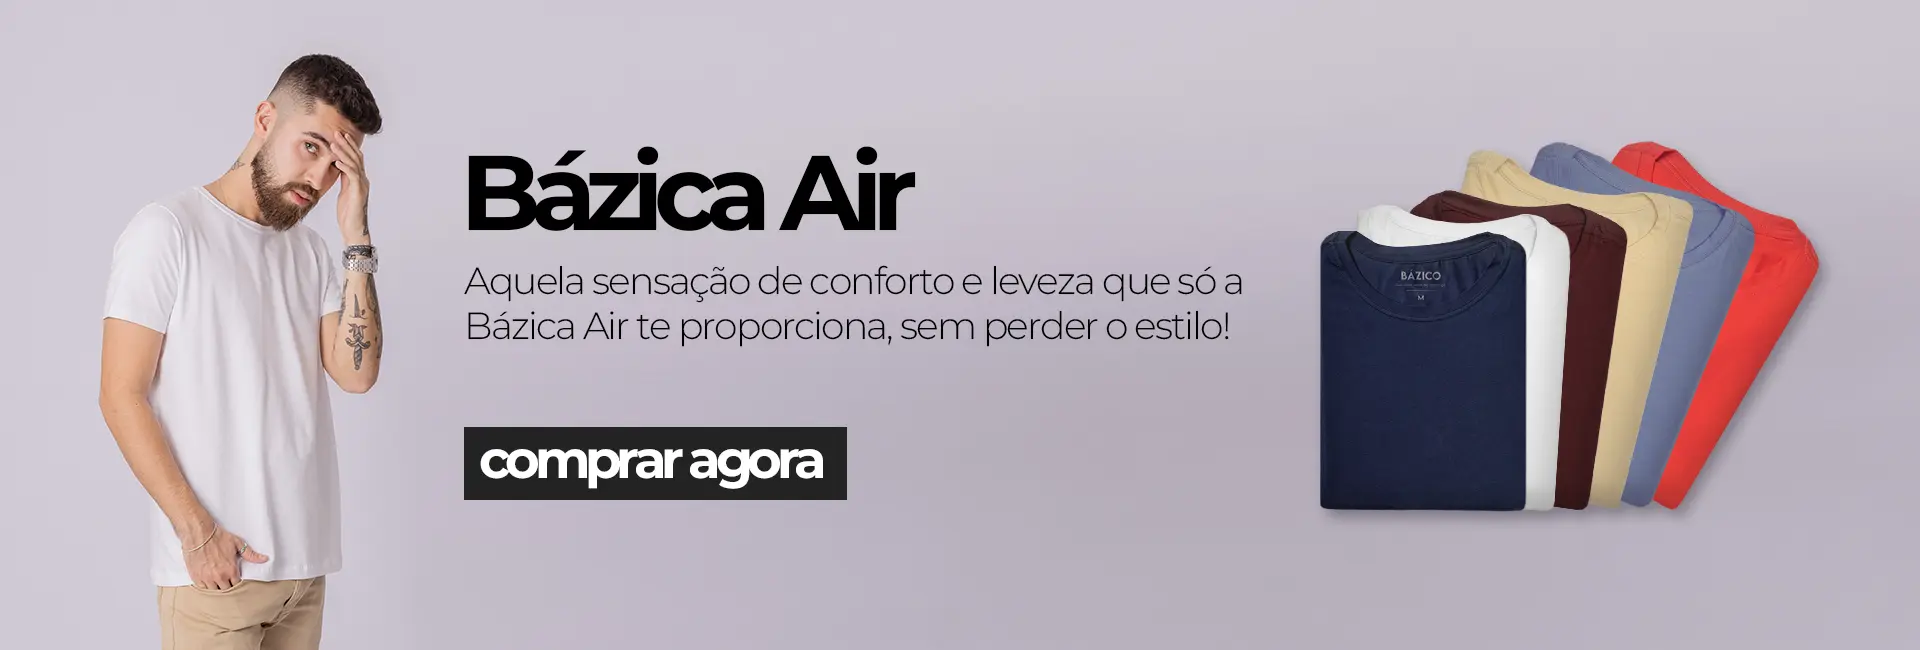 Bázica Air
Aquela sensação de conforto e leveza que só a
Bázica Air te proporciona, sem perder o estilo!
comprar agora
BÁZICO
M